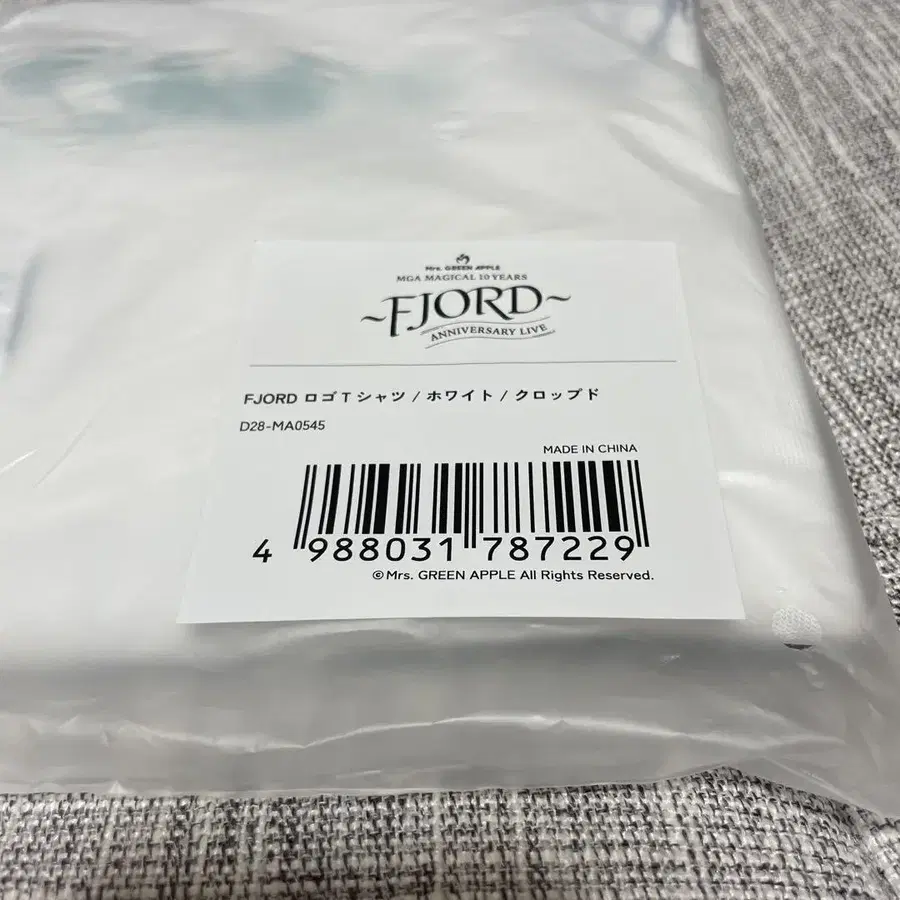 Mrs. GREEN APPLE
MGA MAGICAL 10 YEARS
~FJORD~
ANNIVERSARY LIVE
FJORD ロゴTシャツ / ホワイト / クロップド
D28-MA0545
MADE IN CHINA
4 988031 787229
©Mrs. GREEN APPLE All Rights Reserved.